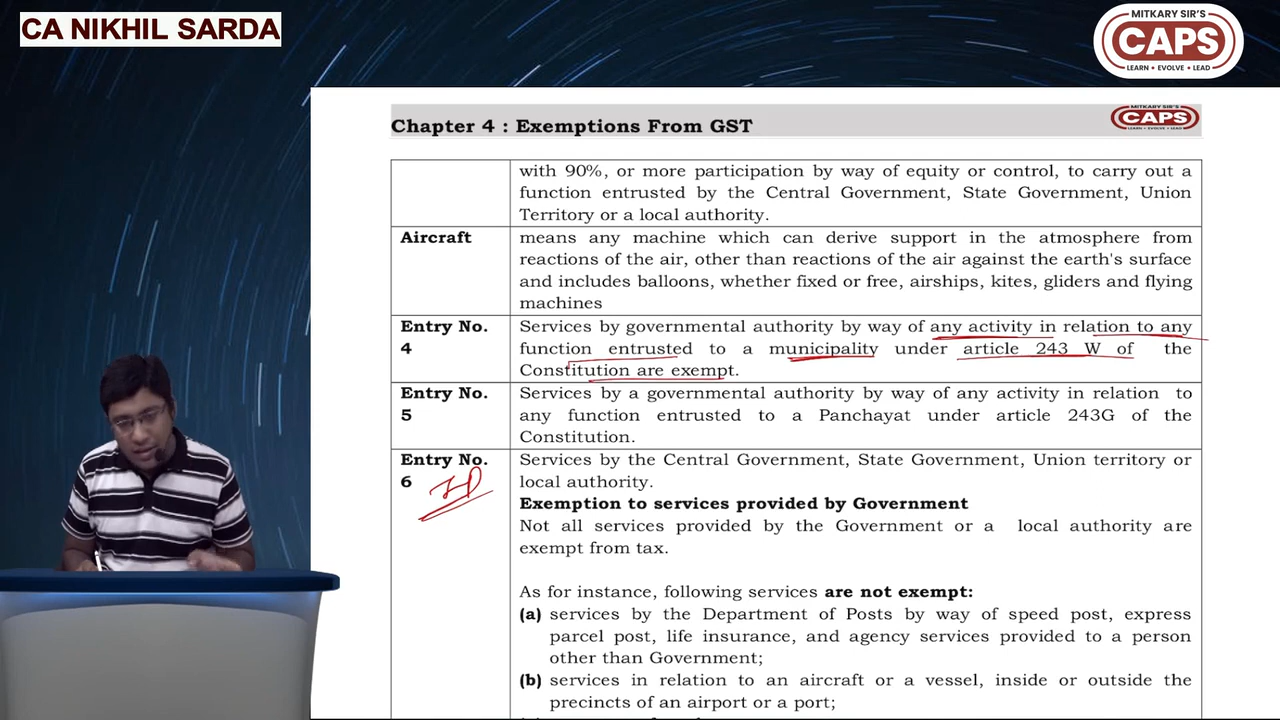 CA NIKHIL SARDA
MITKARY SIR'S
CAPS
LEARN • EVOLVE • LEAD
Chapter 4 : Exemptions From GST
MITKARY SIR'S
CAPS
LEARN • EVOLVE • LEAD
with 90%, or more participation by way of equity or control, to carry out a
function entrusted by the Central Government, State Government, Union
Territory or a local authority.
Aircraft
means any machine which can derive support in the atmosphere from
reactions of the air, other than reactions of the air against the earth's surface
and includes balloons, whether fixed or free, airships, kites, gliders and flying
machines
Entry No.
4
Services by governmental authority by way of any activity in relation to any
function entrusted to a municipality under article 243 W of the
Constitution are exempt.
Entry No.
5
Services by a governmental authority by way of any activity in relation to
any function entrusted to a Panchayat under article 243G of the
Constitution.
Entry No.
6
Services by the Central Government, State Government, Union territory or
local authority.
Exemption to services provided by Government
Not all services provided by the Government or a local authority are
exempt from tax.
As for instance, following services are not exempt:
(a) services by the Department of Posts by way of speed post, express
parcel post, life insurance, and agency services provided to a person
other than Government;
(b) services in relation to an aircraft or a vessel, inside or outside the
precincts of an airport or a port;